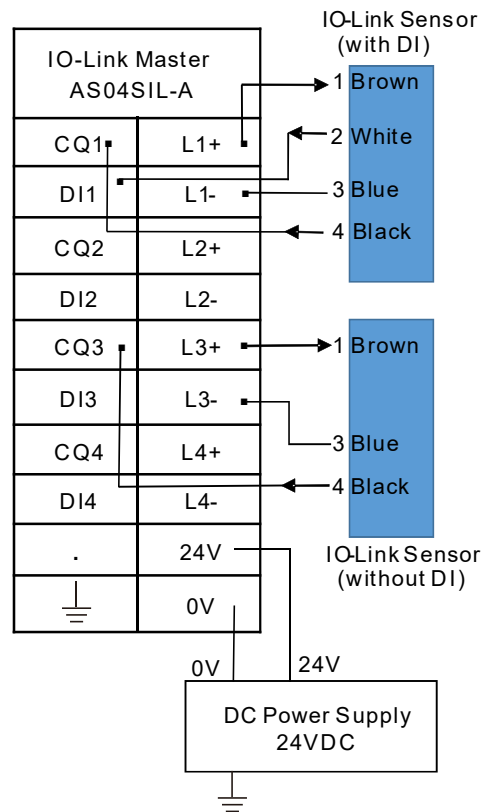 IO-Link Sensor
(with DI)
IO-Link Master
AS04SIL-A
1 Brown
CQ1 L1+
2 White
DI1 L1-
3 Blue
4 Black
CQ2 L2+
DI2 L2-
CQ3 L3+
1 Brown
DI3 L3-
CQ4 L4+
3 Blue
DI4 L4-
4 Black
. 24V
IO-Link Sensor
(without DI)
0V
0V 24V
DC Power Supply
24VDC